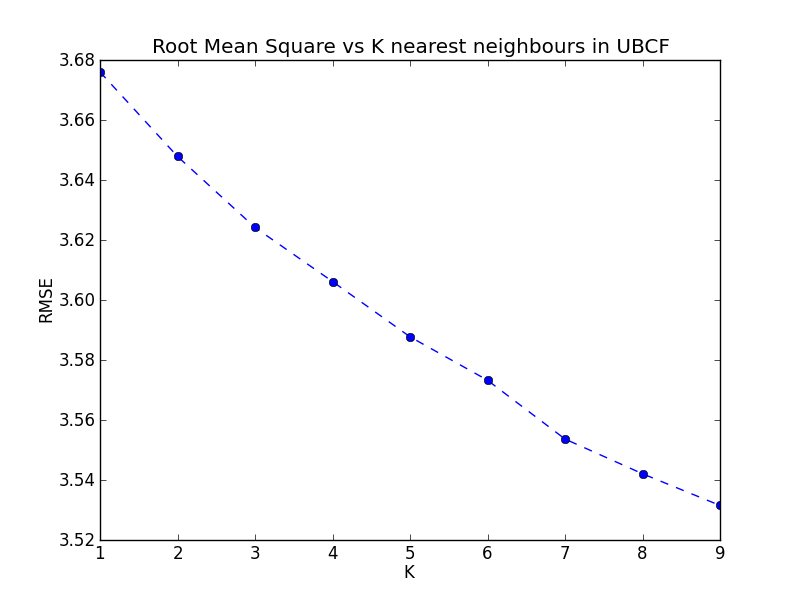 Root Mean Square vs K nearest neighbours in UBCF
3.68
3.66
3.64
3.62
3.60
3.58
3.56
3.54
3.52
RMSE
1 2 3 4 5 6 7 8 9
K